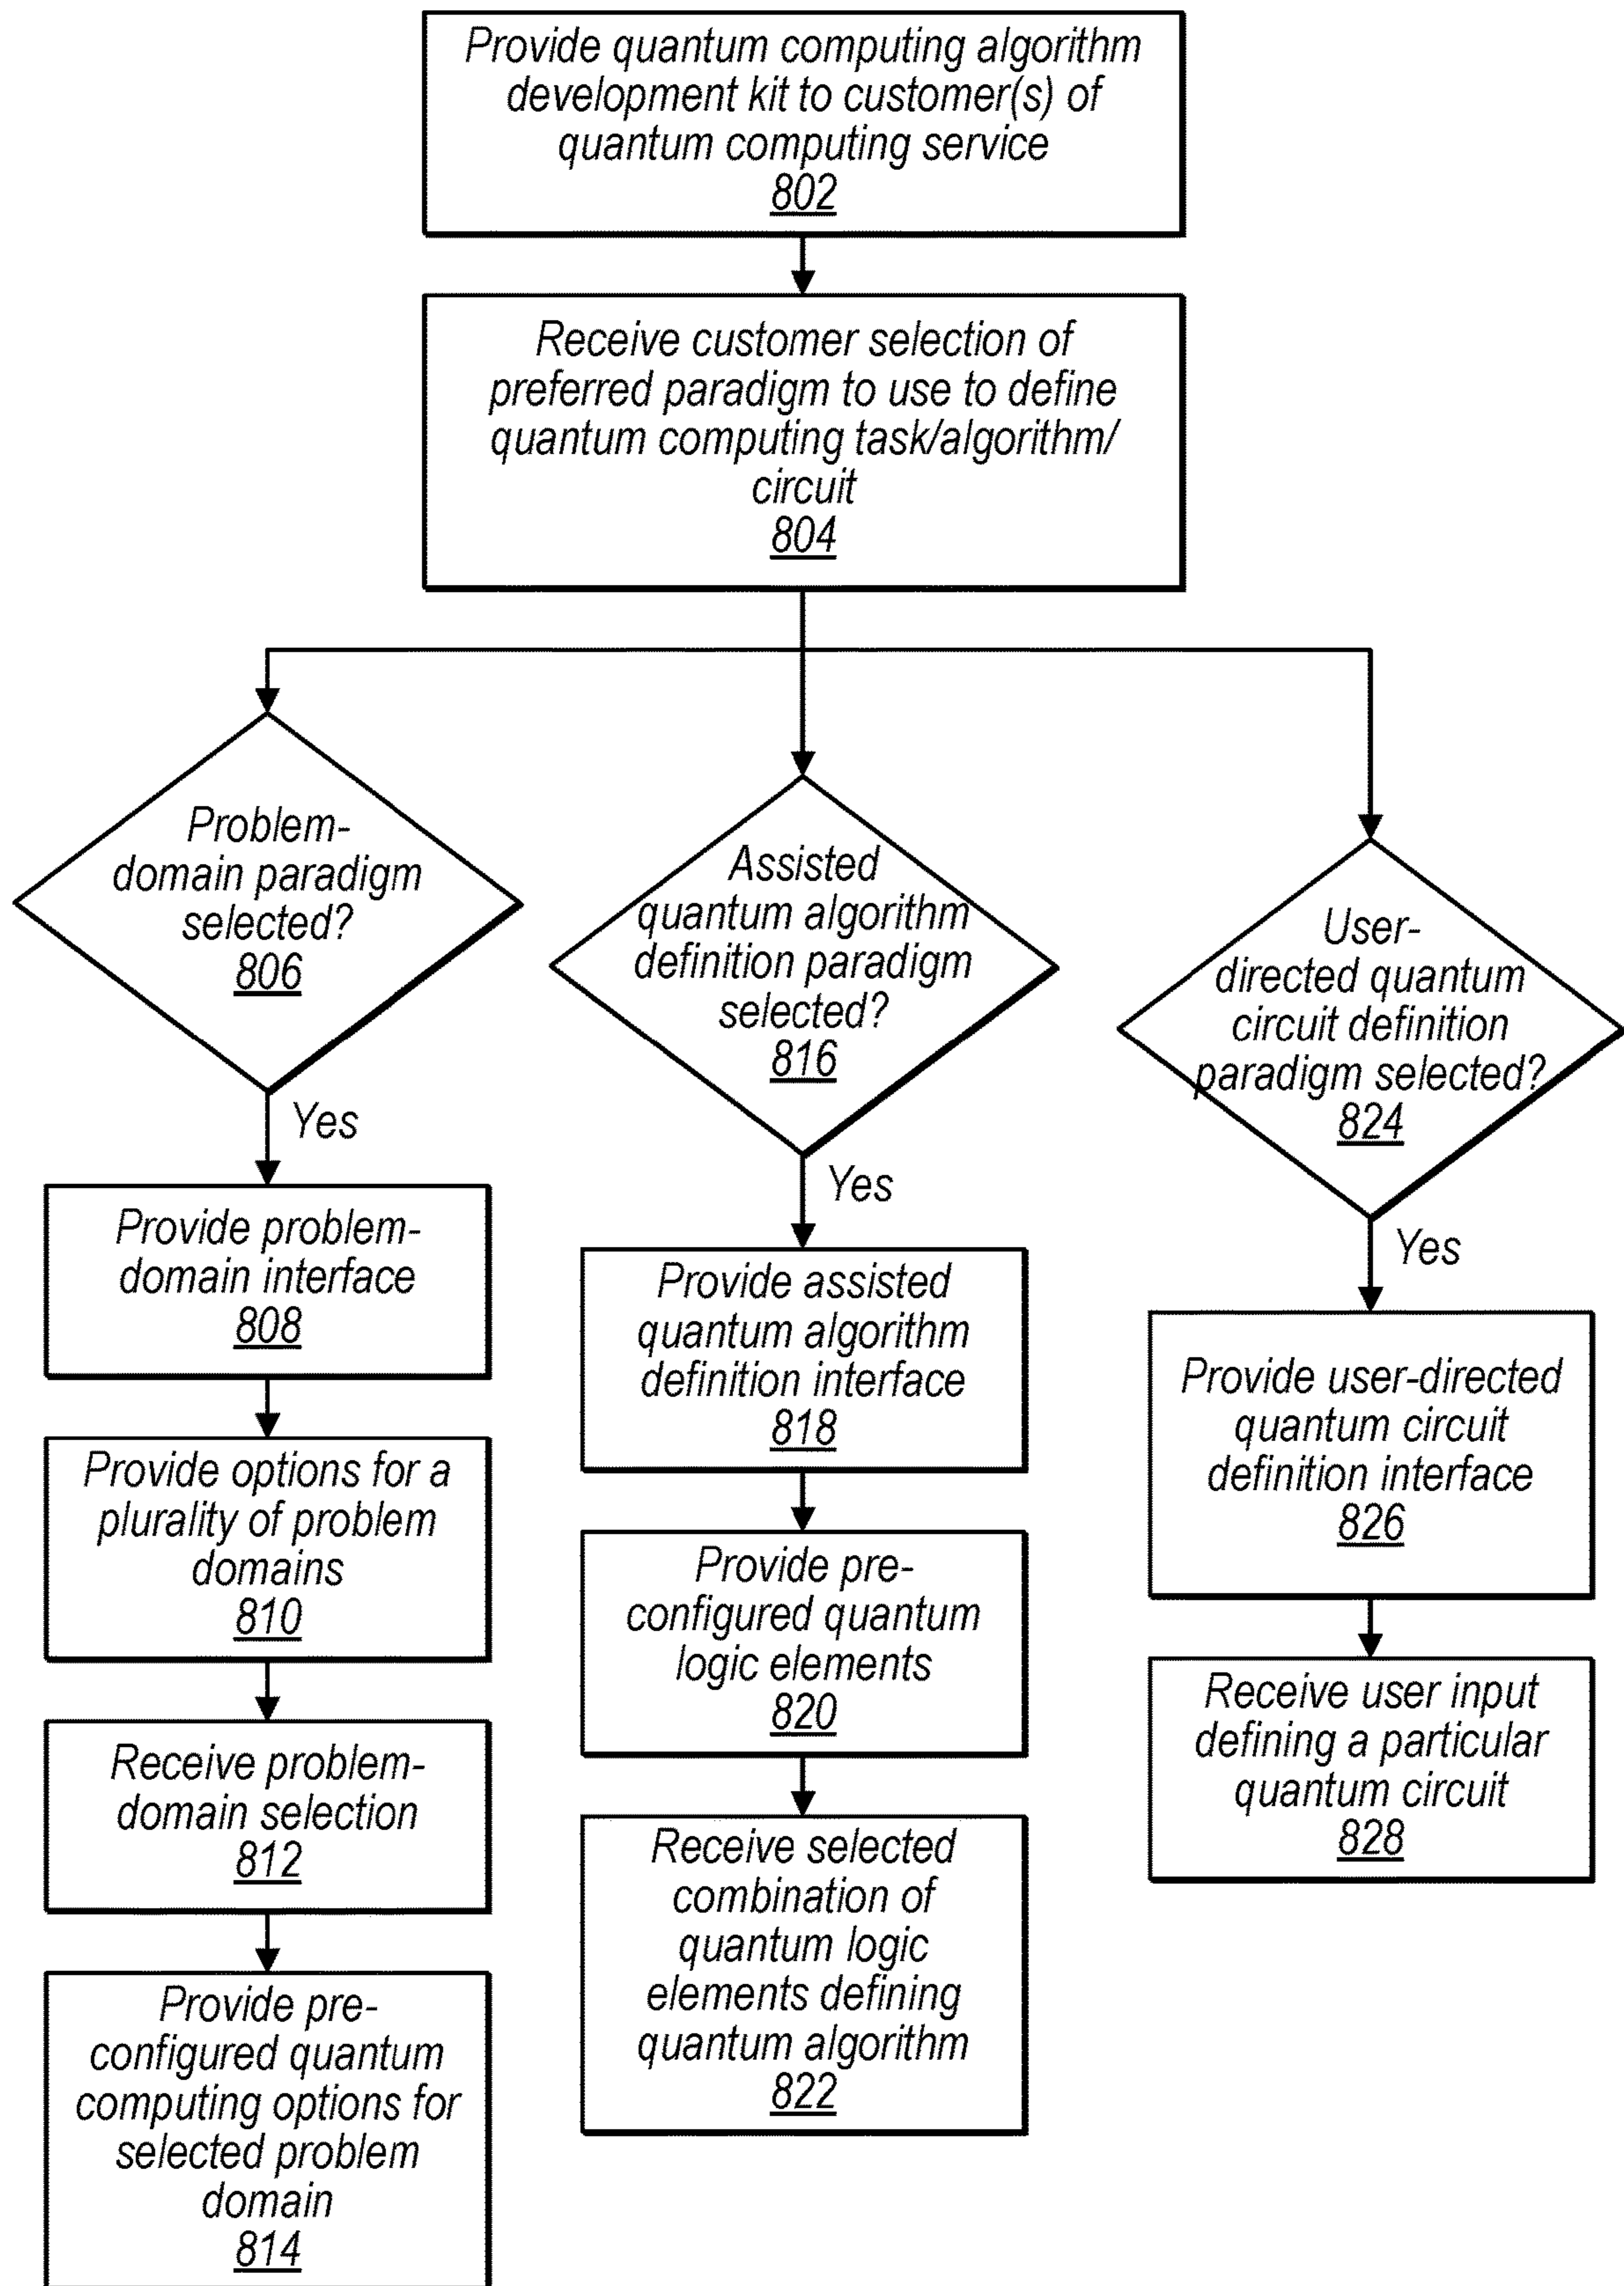 Provide quantum computing algorithm
development kit to customer(s) of
quantum computing service
802
Receive customer selection of
preferred paradigm to use to define
quantum computing task/algorithm/
circuit
804
Problem-
domain paradigm
selected?
806
Yes
Provide problem-
domain interface
808
Provide options for a
plurality of problem
domains
810
Receive problem-
domain selection
812
Provide pre-
configured quantum
computing options for
selected problem
domain
814
Assisted
quantum algorithm
definition paradigm
selected?
816
Yes
Provide assisted
quantum algorithm
definition interface
818
Provide pre-
configured quantum
logic elements
820
Receive selected
combination of
quantum logic
elements defining
quantum algorithm
822
User-
directed quantum
circuit definition
paradigm selected?
824
Yes
Provide user-directed
quantum circuit
definition interface
826
Receive user input
defining a particular
quantum circuit
828